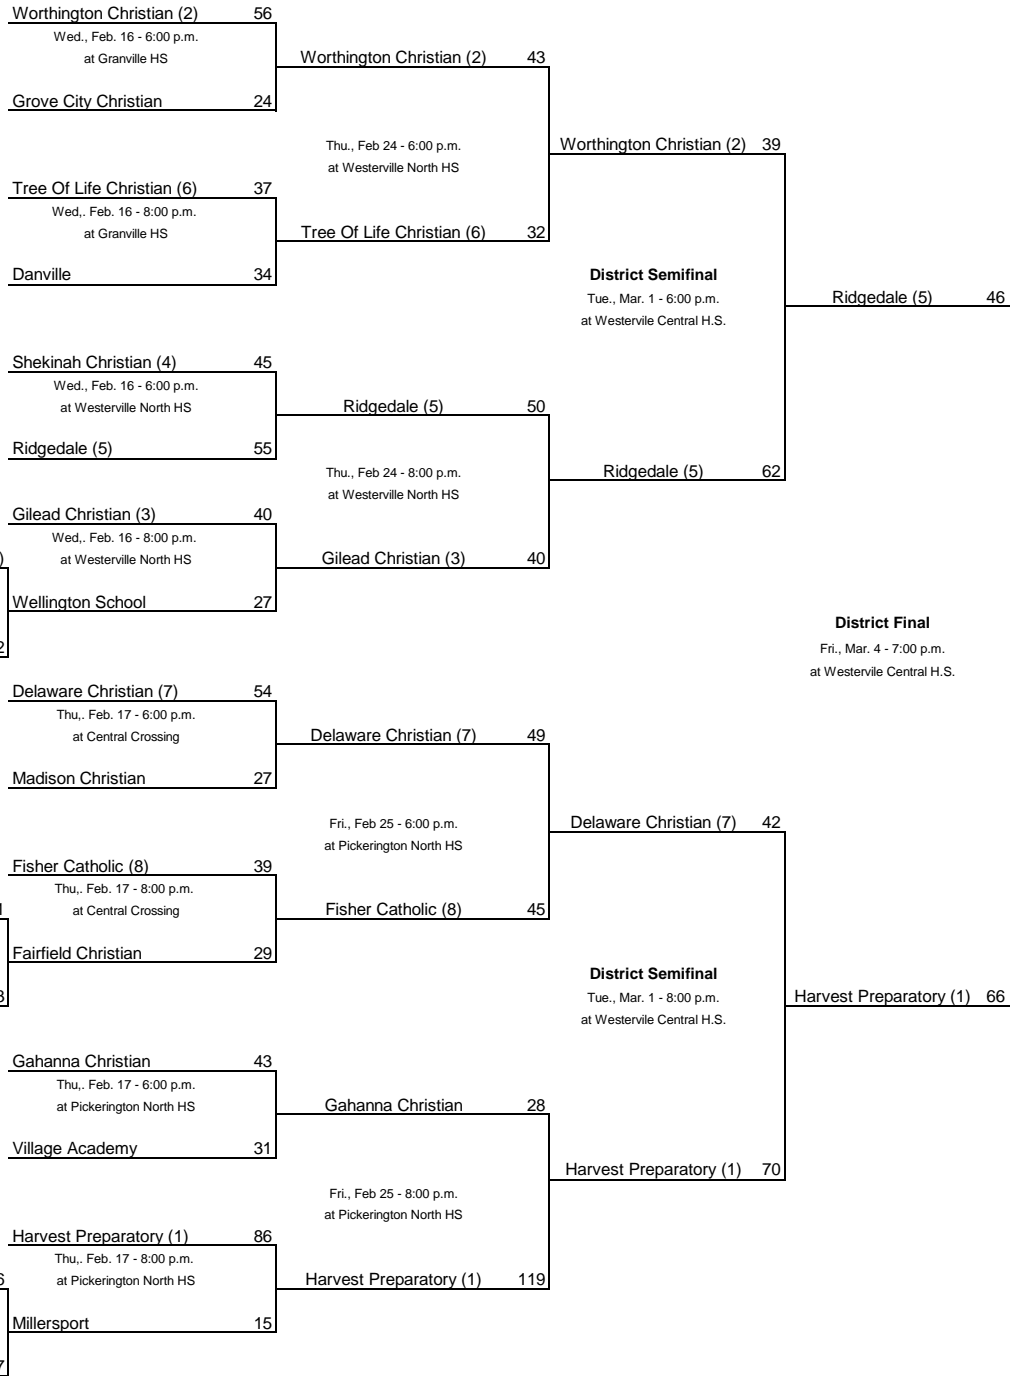 Worthington Christian (2) 56
Wed., Feb. 16 - 6:00 p.m.
at Granville HS
Grove City Christian 24
Worthington Christian (2) 43
Thu., Feb 24 - 6:00 p.m.
at Westerville North HS
Worthington Christian (2) 39
Tree Of Life Christian (6) 37
Wed,. Feb. 16 - 8:00 p.m.
at Granville HS
Danville 34
Tree Of Life Christian (6) 32
District Semifinal
Tue., Mar. 1 - 6:00 p.m.
at Westervile Central H.S.
Ridgedale (5) 46
Shekinah Christian (4) 45
Wed., Feb. 16 - 6:00 p.m.
at Westerville North HS
Ridgedale (5) 55
Ridgedale (5) 50
Thu., Feb 24 - 8:00 p.m.
at Westerville North HS
Ridgedale (5) 62
Gilead Christian (3) 40
Wed,. Feb. 16 - 8:00 p.m.
at Westerville North HS
)
Wellington School 27
2
Gilead Christian (3) 40
District Final
Fri., Mar. 4 - 7:00 p.m.
at Westervile Central H.S.
Delaware Christian (7) 54
Thu,. Feb. 17 - 6:00 p.m.
at Central Crossing
Madison Christian 27
Delaware Christian (7) 49
Fri., Feb 25 - 6:00 p.m.
at Pickerington North HS
Delaware Christian (7) 42
Fisher Catholic (8) 39
Thu,. Feb. 17 - 8:00 p.m.
at Central Crossing
Fairfield Christian 29
Fisher Catholic (8) 45
District Semifinal
Tue., Mar. 1 - 8:00 p.m.
at Westervile Central H.S.
Harvest Preparatory (1) 66
Gahanna Christian 43
Thu,. Feb. 17 - 6:00 p.m.
at Pickerington North HS
Village Academy 31
Gahanna Christian 28
Fri., Feb 25 - 8:00 p.m.
at Pickerington North HS
Harvest Preparatory (1) 70
Harvest Preparatory (1) 86
Thu,. Feb. 17 - 8:00 p.m.
at Pickerington North HS
Millersport 15
Harvest Preparatory (1) 119